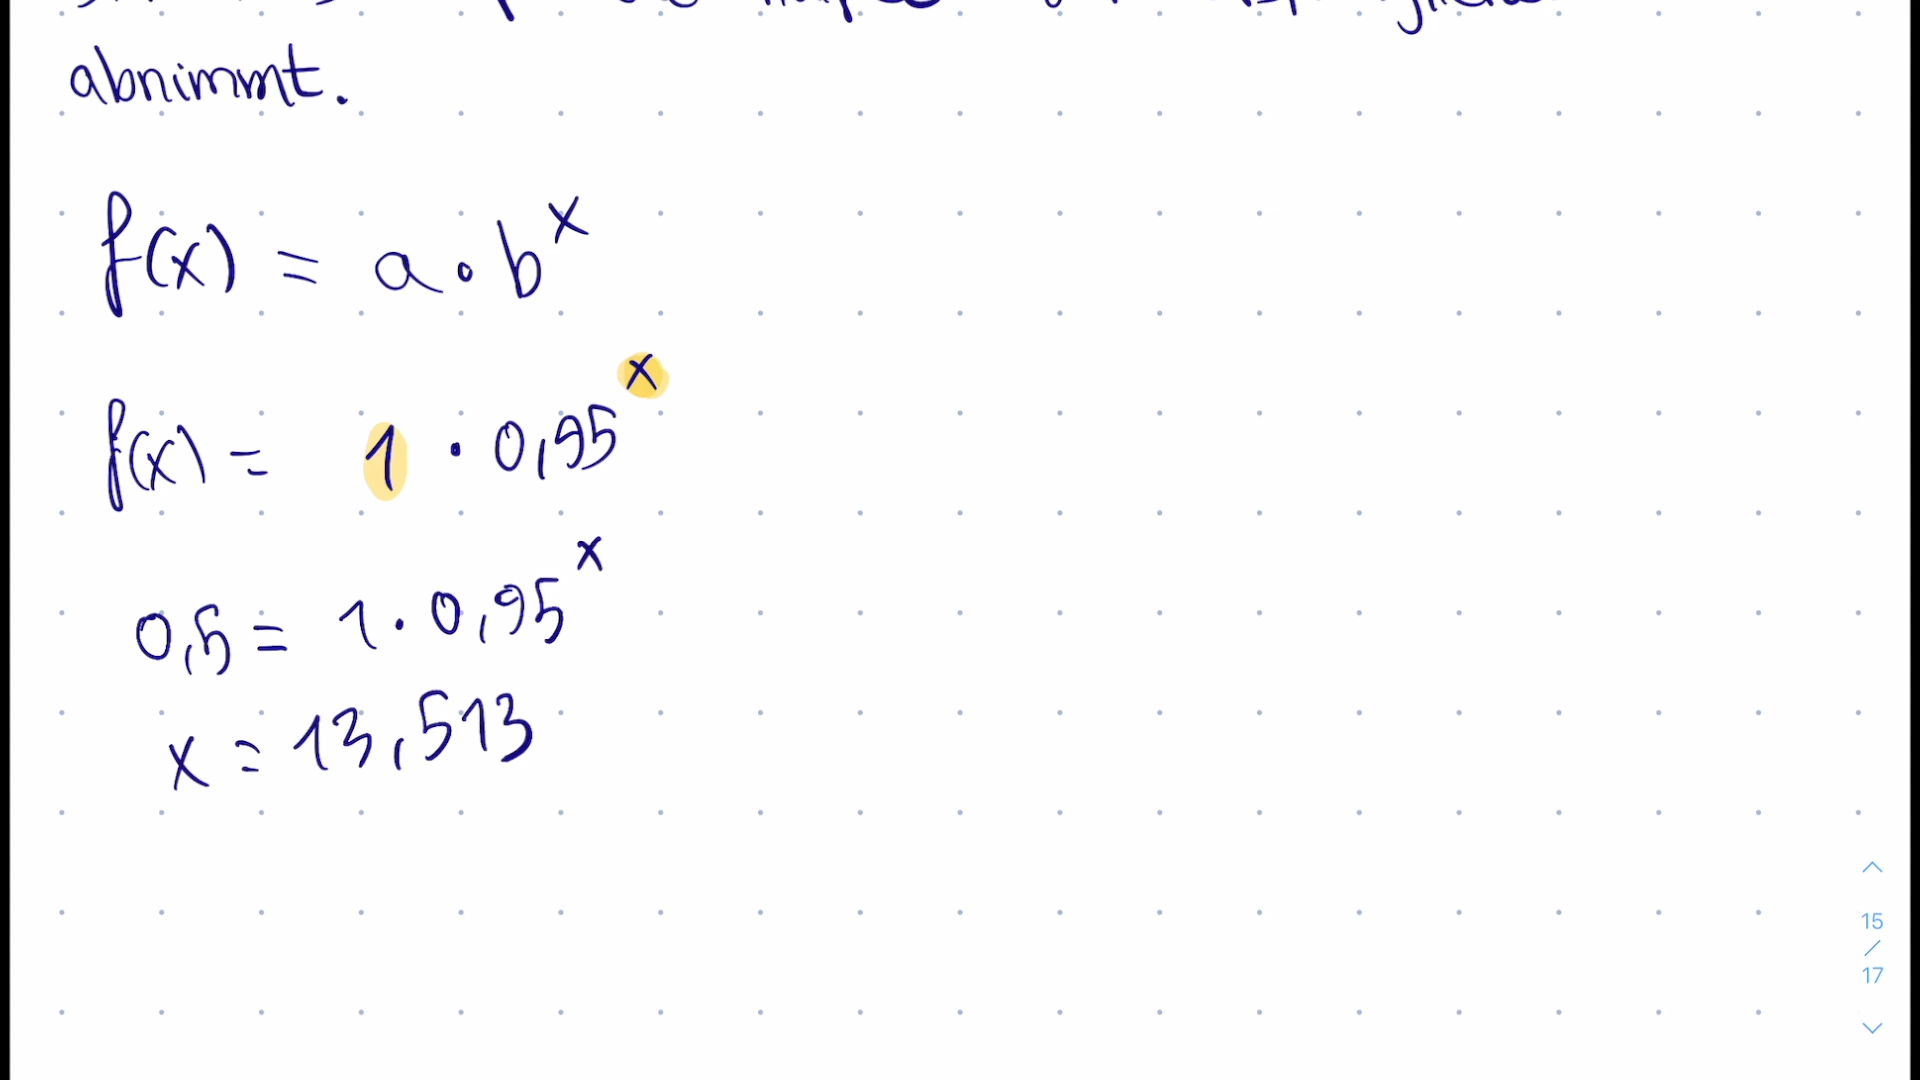 abnimmt.
f(x) = a · b^x
f(x) = 1 · 0,95^x
0,5 = 1 · 0,95^x
x = 13,513
15
/
17